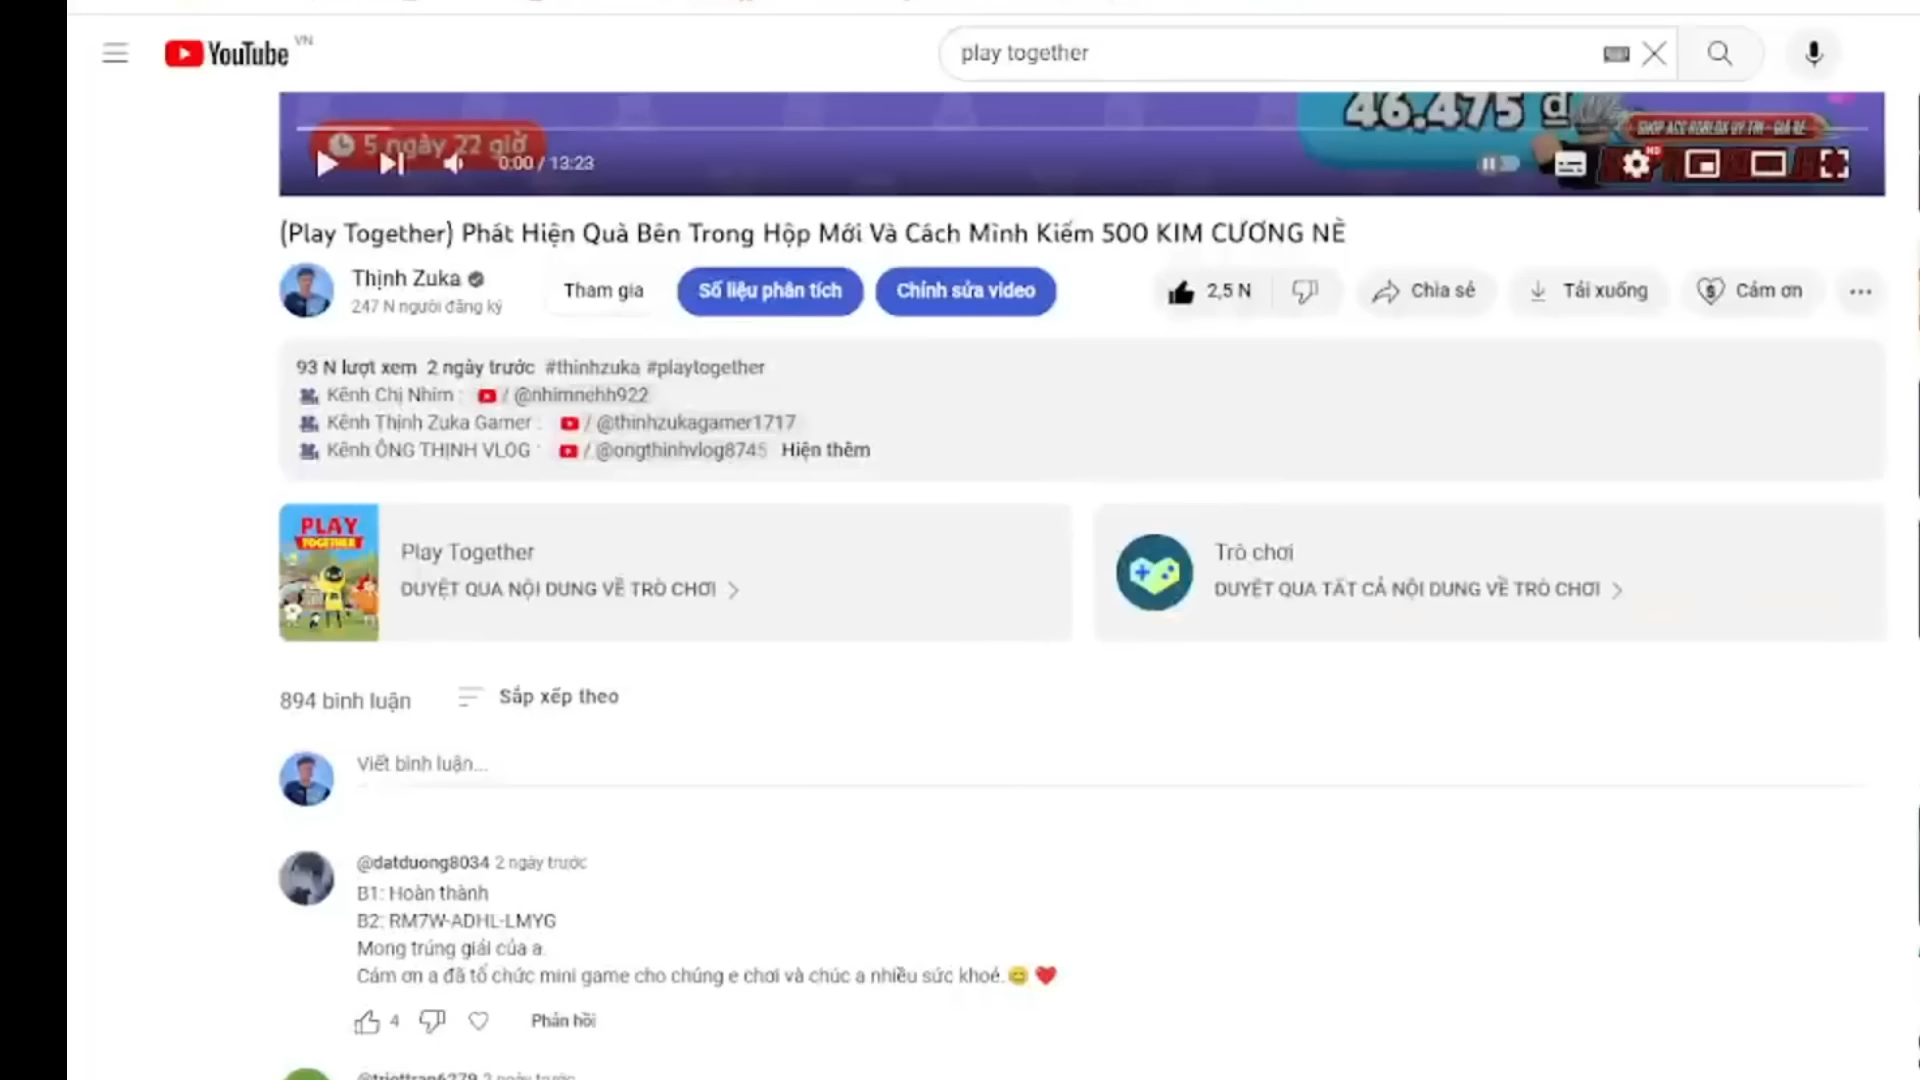 YouTube VN
play together
46.475 đ
SHOP ACC ROBLOX UY TÍN - GIÁ RẺ
5 ngày 22 giờ
0:00 / 13:23
HD
(Play Together) Phát Hiện Quà Bên Trong Hộp Mới Và Cách Mình Kiếm 500 KIM CƯƠNG NÈ
Thịnh Zuka
247 N người đăng ký
Tham gia
Số liệu phân tích
Chỉnh sửa video
2,5 N
Chia sẻ
Tải xuống
Cảm ơn
93 N lượt xem 2 ngày trước #thinhzuka #playtogether
Kênh Chị Nhím : / @nhimnehh922
Kênh Thịnh Zuka Gamer : / @thinhzukagamer1717
Kênh ÔNG THỊNH VLOG : / @ongthinhvlog8745 Hiện thêm
PLAY
TOGETHER
Play Together
DUYỆT QUA NỘI DUNG VỀ TRÒ CHƠI
Trò chơi
DUYỆT QUA TẤT CẢ NỘI DUNG VỀ TRÒ CHƠI
894 bình luận
Sắp xếp theo
Viết bình luận...
@datduong8034 2 ngày trước
B1: Hoàn thành
B2: RM7W-ADHL-LMYG
Mong trúng giải của a.
Cảm ơn a đã tổ chức mini game cho chúng e chơi và chúc a nhiều sức khoẻ.😊❤️
4
Phản hồi
@triettran6279 2 ngày trước